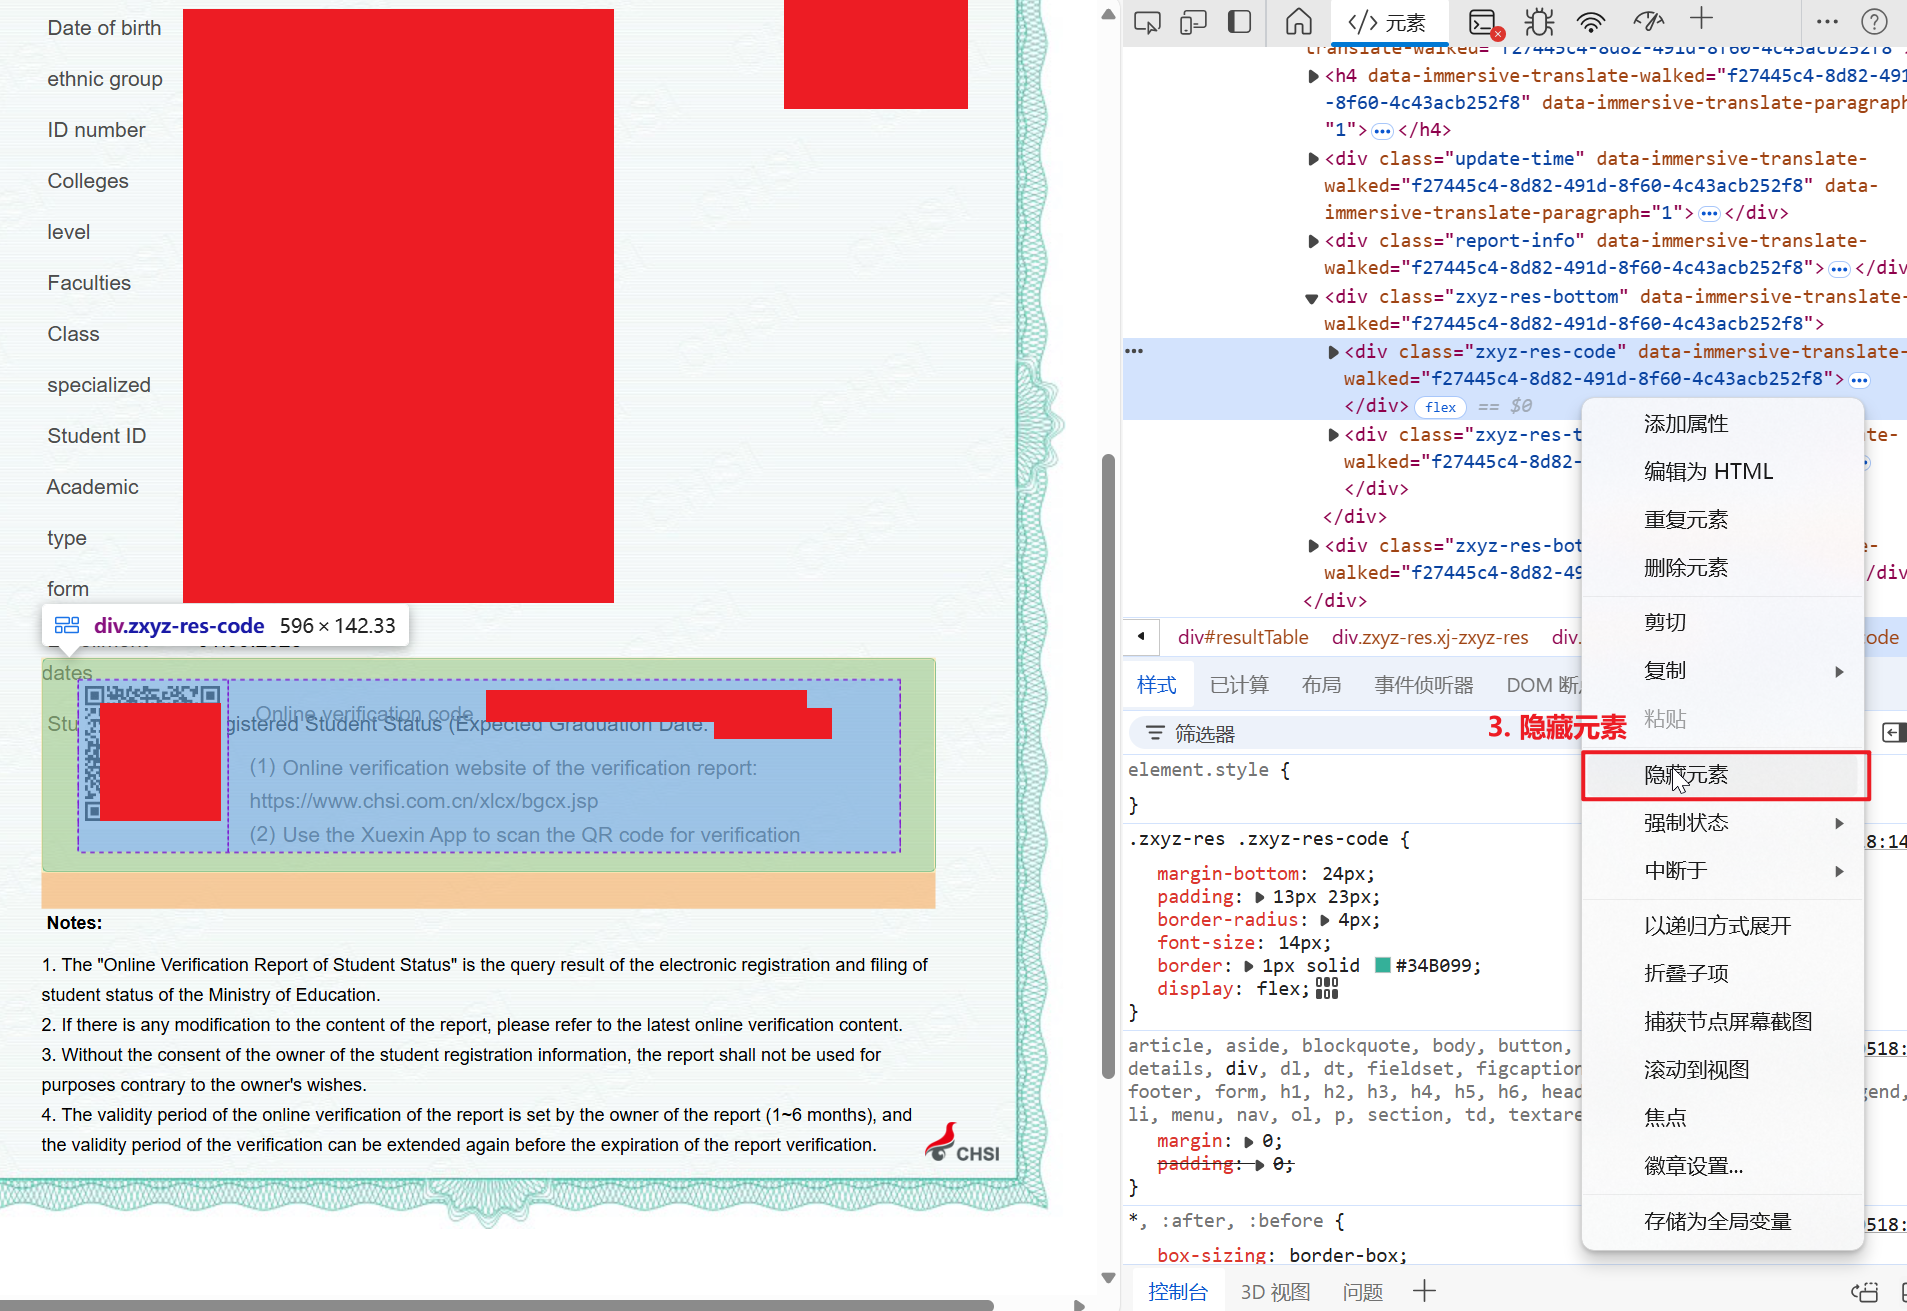 Date of birth
ethnic group
ID number
Colleges
level
Faculties
Class
specialized
Student ID
Academic
type
form
div.zxyz-res-code 596 × 142.33
dates
Online verification code
Stu
gistered Student Status (Expected Graduation Date:
(1) Online verification website of the verification report:
https://www.chsi.com.cn/xlcx/bgcx.jsp
(2) Use the Xuexin App to scan the QR code for verification
Notes:
1. The "Online Verification Report of Student Status" is the query result of the electronic registration and filing of
student status of the Ministry of Education.
2. If there is any modification to the content of the report, please refer to the latest online verification content.
3. Without the consent of the owner of the student registration information, the report shall not be used for
purposes contrary to the owner's wishes.
4. The validity period of the online verification of the report is set by the owner of the report (1~6 months), and
the validity period of the verification can be extended again before the expiration of the report verification.
CHSI
</> 元素
translate-walked="f27445c4-8d82-491d-8f60-4c43acb252f8"
<h4 data-immersive-translate-walked="f27445c4-8d82-491
-8f60-4c43acb252f8" data-immersive-translate-paragraph
"1"> ••• </h4>
<div class="update-time" data-immersive-translate-
walked="f27445c4-8d82-491d-8f60-4c43acb252f8" data-
immersive-translate-paragraph="1"> ••• </div>
<div class="report-info" data-immersive-translate-
walked="f27445c4-8d82-491d-8f60-4c43acb252f8"> ••• </div
<div class="zxyz-res-bottom" data-immersive-translate-
walked="f27445c4-8d82-491d-8f60-4c43acb252f8">
••• <div class="zxyz-res-code" data-immersive-translate-
walked="f27445c4-8d82-491d-8f60-4c43acb252f8"> •••
</div> flex == $0
<div class="zxyz-res-t te-
walked="f27445c4-8d82-
</div>
</div>
<div class="zxyz-res-bot e-
walked="f27445c4-8d82-49 /div
</div>
div#resultTable div.zxyz-res.xj-zxyz-res div. ode
样式 已计算 布局 事件侦听器 DOM 断
筛选器
3. 隐藏元素
element.style {
}
.zxyz-res .zxyz-res-code { 8:14
margin-bottom: 24px;
padding: 13px 23px;
border-radius: 4px;
font-size: 14px;
border: 1px solid #34B099;
display: flex;
}
article, aside, blockquote, body, button, 518:
details, div, dl, dt, fieldset, figcaption
footer, form, h1, h2, h3, h4, h5, h6, head gend,
li, menu, nav, ol, p, section, td, textare
margin: 0;
padding: 0;
}
*, :after, :before { 518:
box-sizing: border-box;
添加属性
编辑为 HTML
重复元素
删除元素
剪切
复制
粘贴
隐藏元素
强制状态
中断于
以递归方式展开
折叠子项
捕获节点屏幕截图
滚动到视图
焦点
徽章设置...
存储为全局变量
控制台 3D 视图 问题